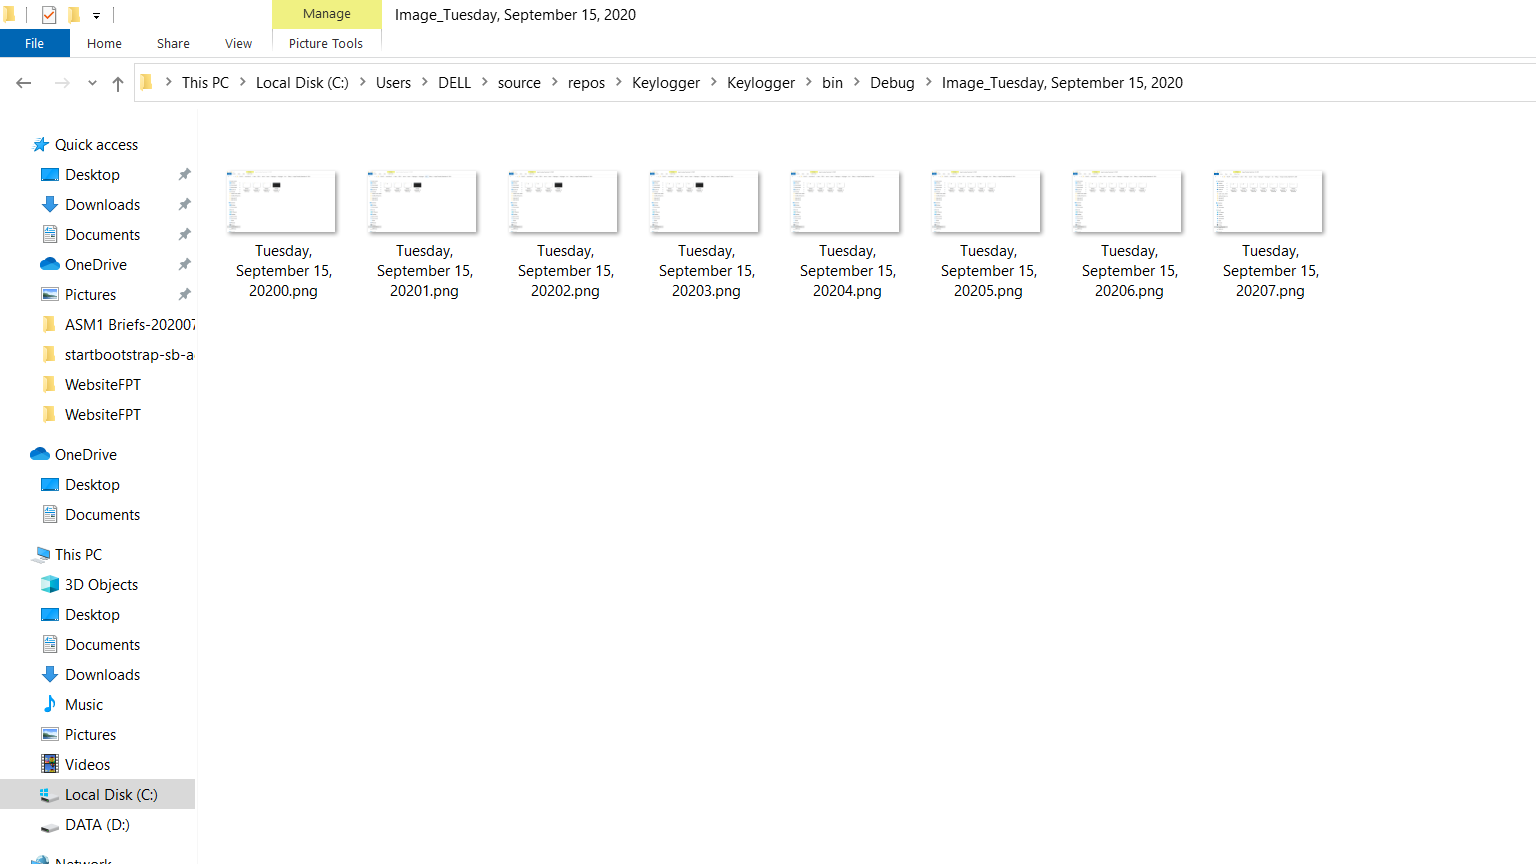 Manage
Image_Tuesday, September 15, 2020
File
Home
Share
View
Picture Tools
This PC
Local Disk (C:)
Users
DELL
source
repos
Keylogger
Keylogger
bin
Debug
Image_Tuesday, September 15, 2020
Quick access
Desktop
Downloads
Documents
OneDrive
Pictures
ASM1 Briefs-202007
startbootstrap-sb-a
WebsiteFPT
WebsiteFPT
OneDrive
Desktop
Documents
This PC
3D Objects
Desktop
Documents
Downloads
Music
Pictures
Videos
Local Disk (C:)
DATA (D:)
Network
Tuesday,
September 15,
20200.png
Tuesday,
September 15,
20201.png
Tuesday,
September 15,
20202.png
Tuesday,
September 15,
20203.png
Tuesday,
September 15,
20204.png
Tuesday,
September 15,
20205.png
Tuesday,
September 15,
20206.png
Tuesday,
September 15,
20207.png